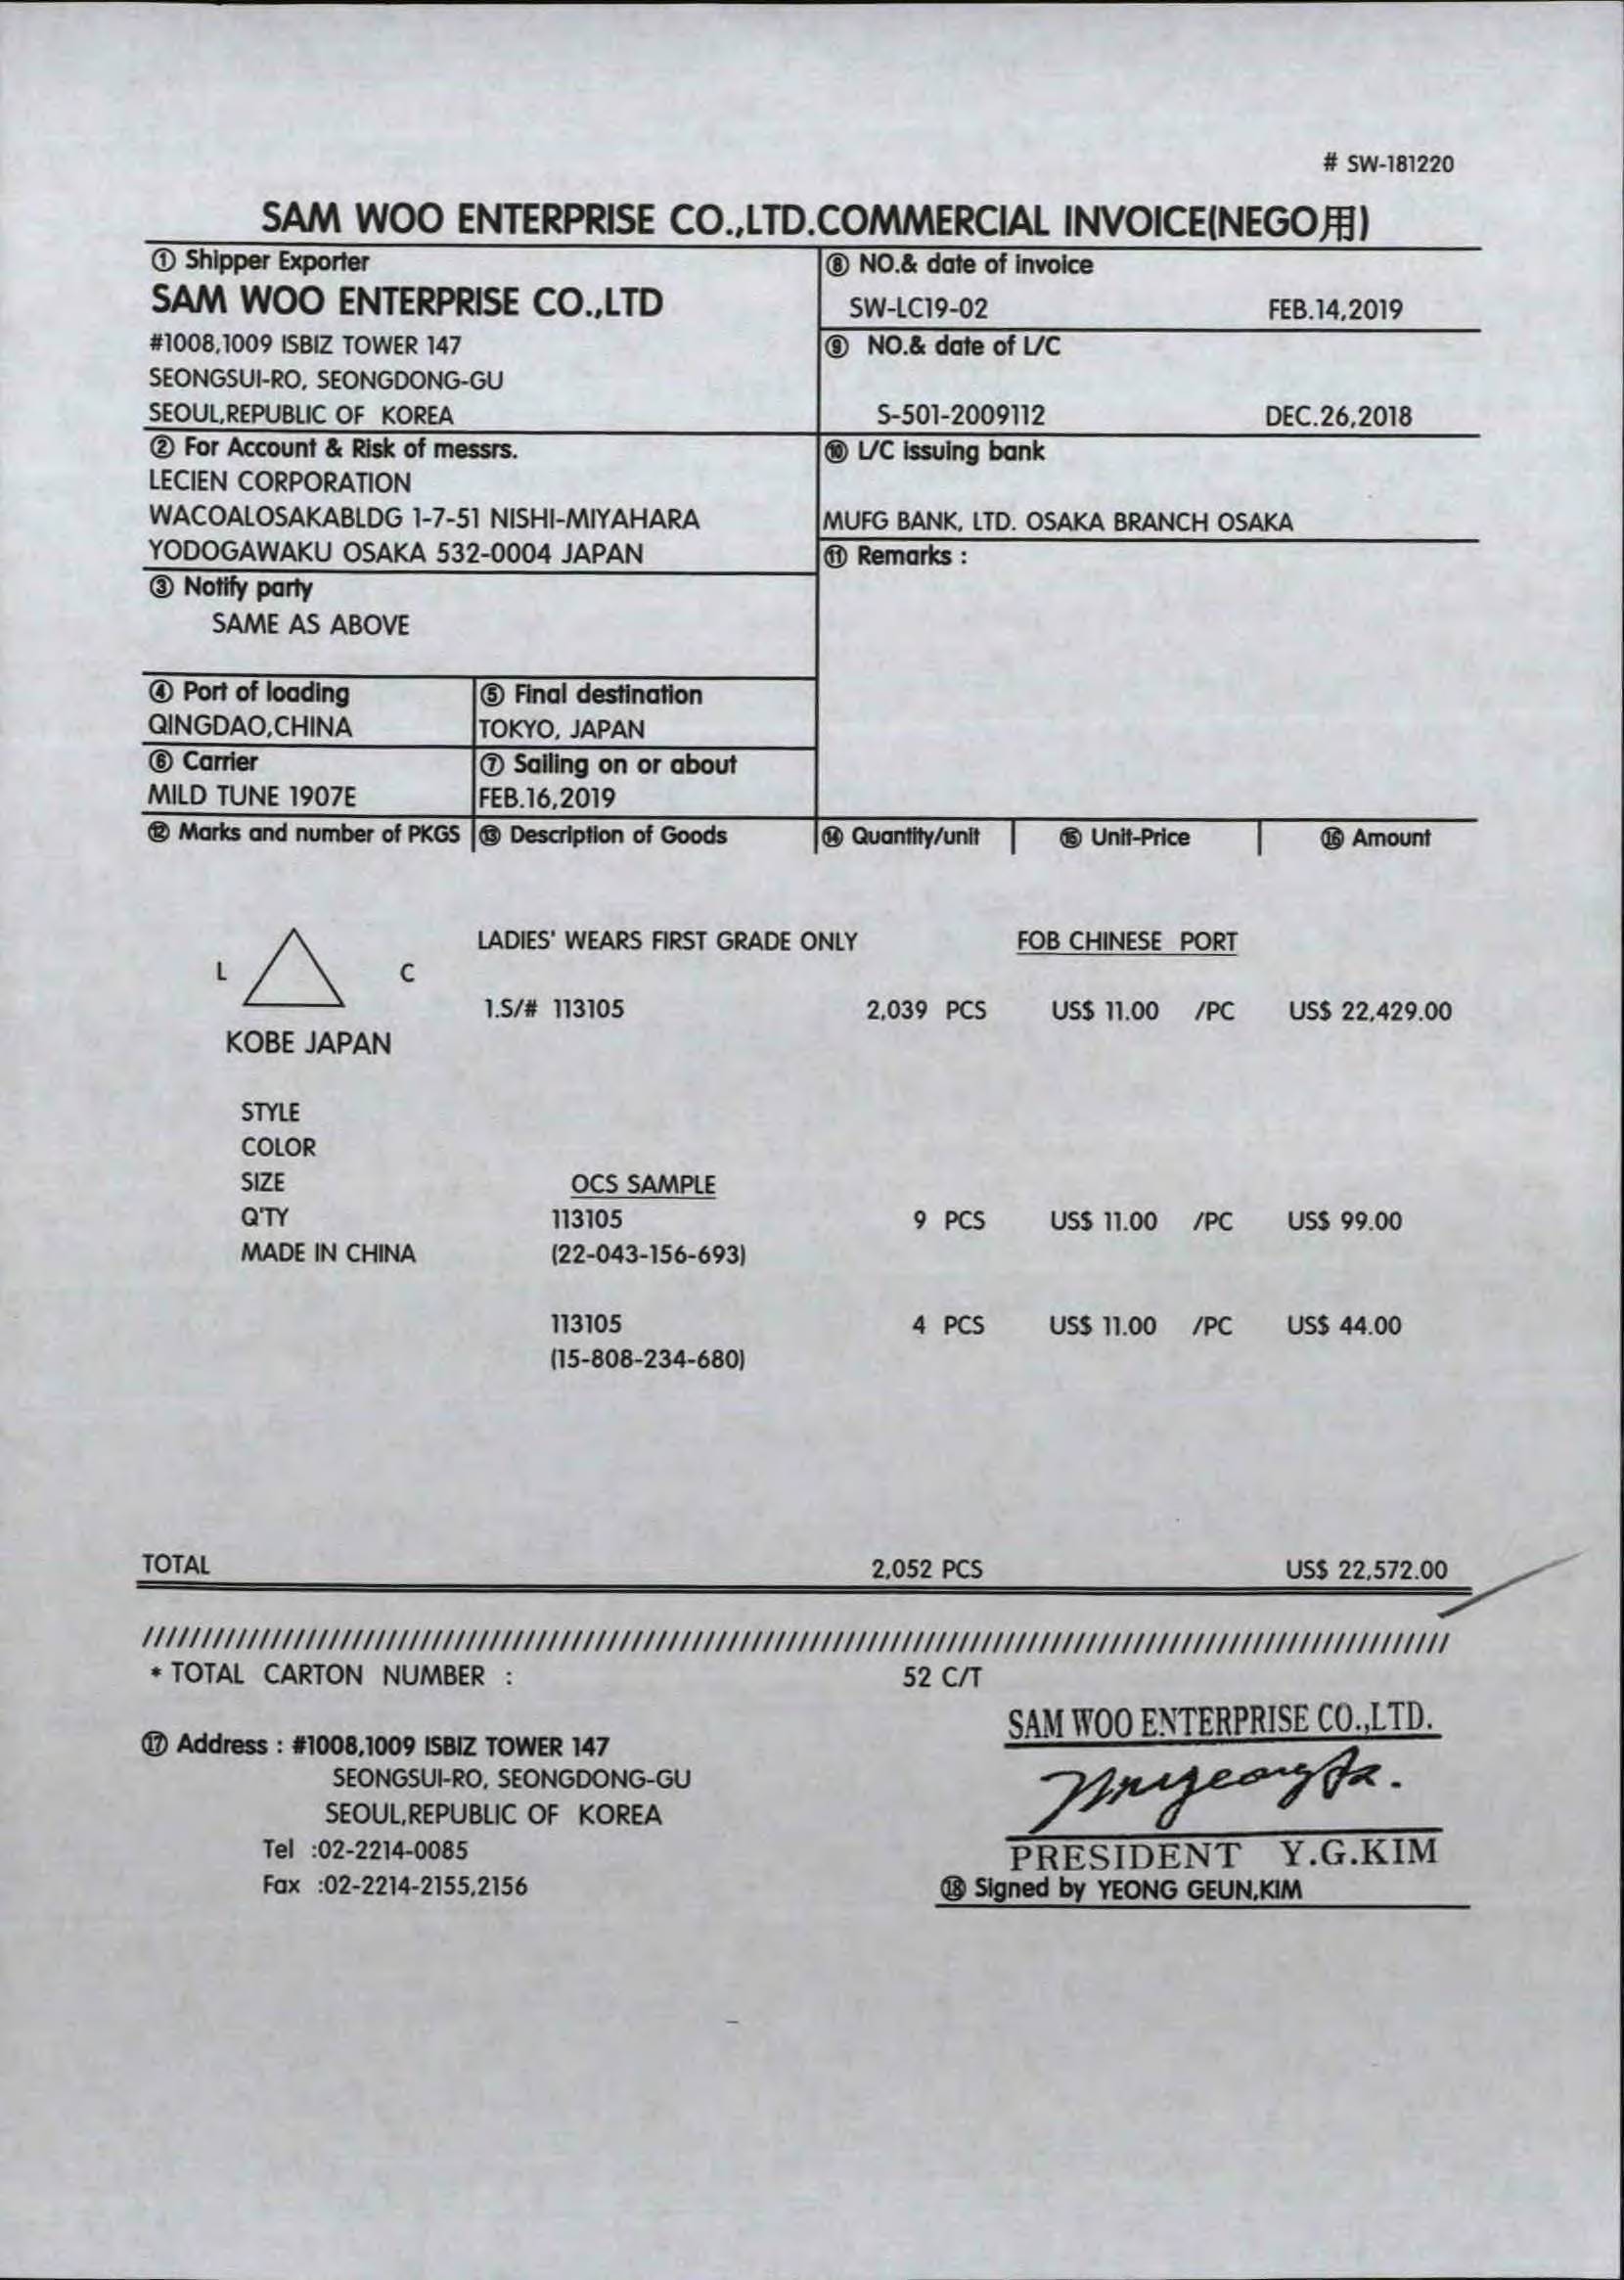 # SW-181220
SAM WOO ENTERPRISE CO.,LTD.COMMERCIAL INVOICE(NEGO用)
① Shipper Exporter
SAM WOO ENTERPRISE CO.,LTD
#1008,1009 ISBIZ TOWER 147
SEONGSUI-RO, SEONGDONG-GU
SEOUL,REPUBLIC OF KOREA
⑧ NO.& date of invoice
SW-LC19-02 FEB.14,2019
⑨ NO.& date of L/C
S-501-2009112 DEC.26,2018
② For Account & Risk of messrs.
LECIEN CORPORATION
WACOALOSAKABLDG 1-7-51 NISHI-MIYAHARA
YODOGAWAKU OSAKA 532-0004 JAPAN
⑩ L/C issuing bank
MUFG BANK, LTD. OSAKA BRANCH OSAKA
③ Notify party
SAME AS ABOVE
⑪ Remarks :
④ Port of loading
QINGDAO,CHINA
⑤ Final destination
TOKYO, JAPAN
⑥ Carrier
MILD TUNE 1907E
⑦ Sailing on or about
FEB.16,2019
⑫ Marks and number of PKGS ⑬ Description of Goods ⑭ Quantity/unit ⑮ Unit-Price ⑯ Amount
LADIES' WEARS FIRST GRADE ONLY FOB CHINESE PORT
L C
1.S/# 113105 2,039 PCS US$ 11.00 /PC US$ 22,429.00
KOBE JAPAN
STYLE
COLOR
SIZE OCS SAMPLE
Q'TY 113105 9 PCS US$ 11.00 /PC US$ 99.00
MADE IN CHINA (22-043-156-693)
113105 4 PCS US$ 11.00 /PC US$ 44.00
(15-808-234-680)
TOTAL 2,052 PCS US$ 22,572.00
* TOTAL CARTON NUMBER : 52 C/T
⑰ Address : #1008,1009 ISBIZ TOWER 147
SEONGSUI-RO, SEONGDONG-GU
SEOUL,REPUBLIC OF KOREA
Tel :02-2214-0085
Fax :02-2214-2155,2156
SAM WOO ENTERPRISE CO.,LTD.
PRESIDENT Y.G.KIM
⑱ Signed by YEONG GEUN,KIM